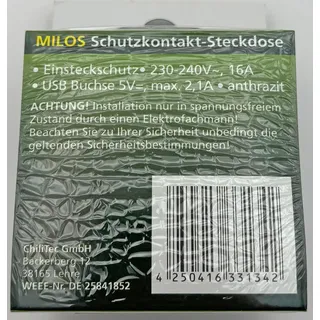 MILOS Schutzkontakt-Steckdose
• Einsteckschutz • 230-240V~, 16A
• USB Buchse 5V⎓, max. 2,1A • anthrazit
ACHTUNG! Installation nur in spannungsfreiem
Zustand durch einen Elektrofachmann!
Beachten Sie zu Ihrer Sicherheit unbedingt die
geltenden Sicherheitsbestimmungen!
ChiliTec GmbH
Bäckerberg 12
38165 Lehre
WEEE-Nr. DE 25841852
4 250416 331342